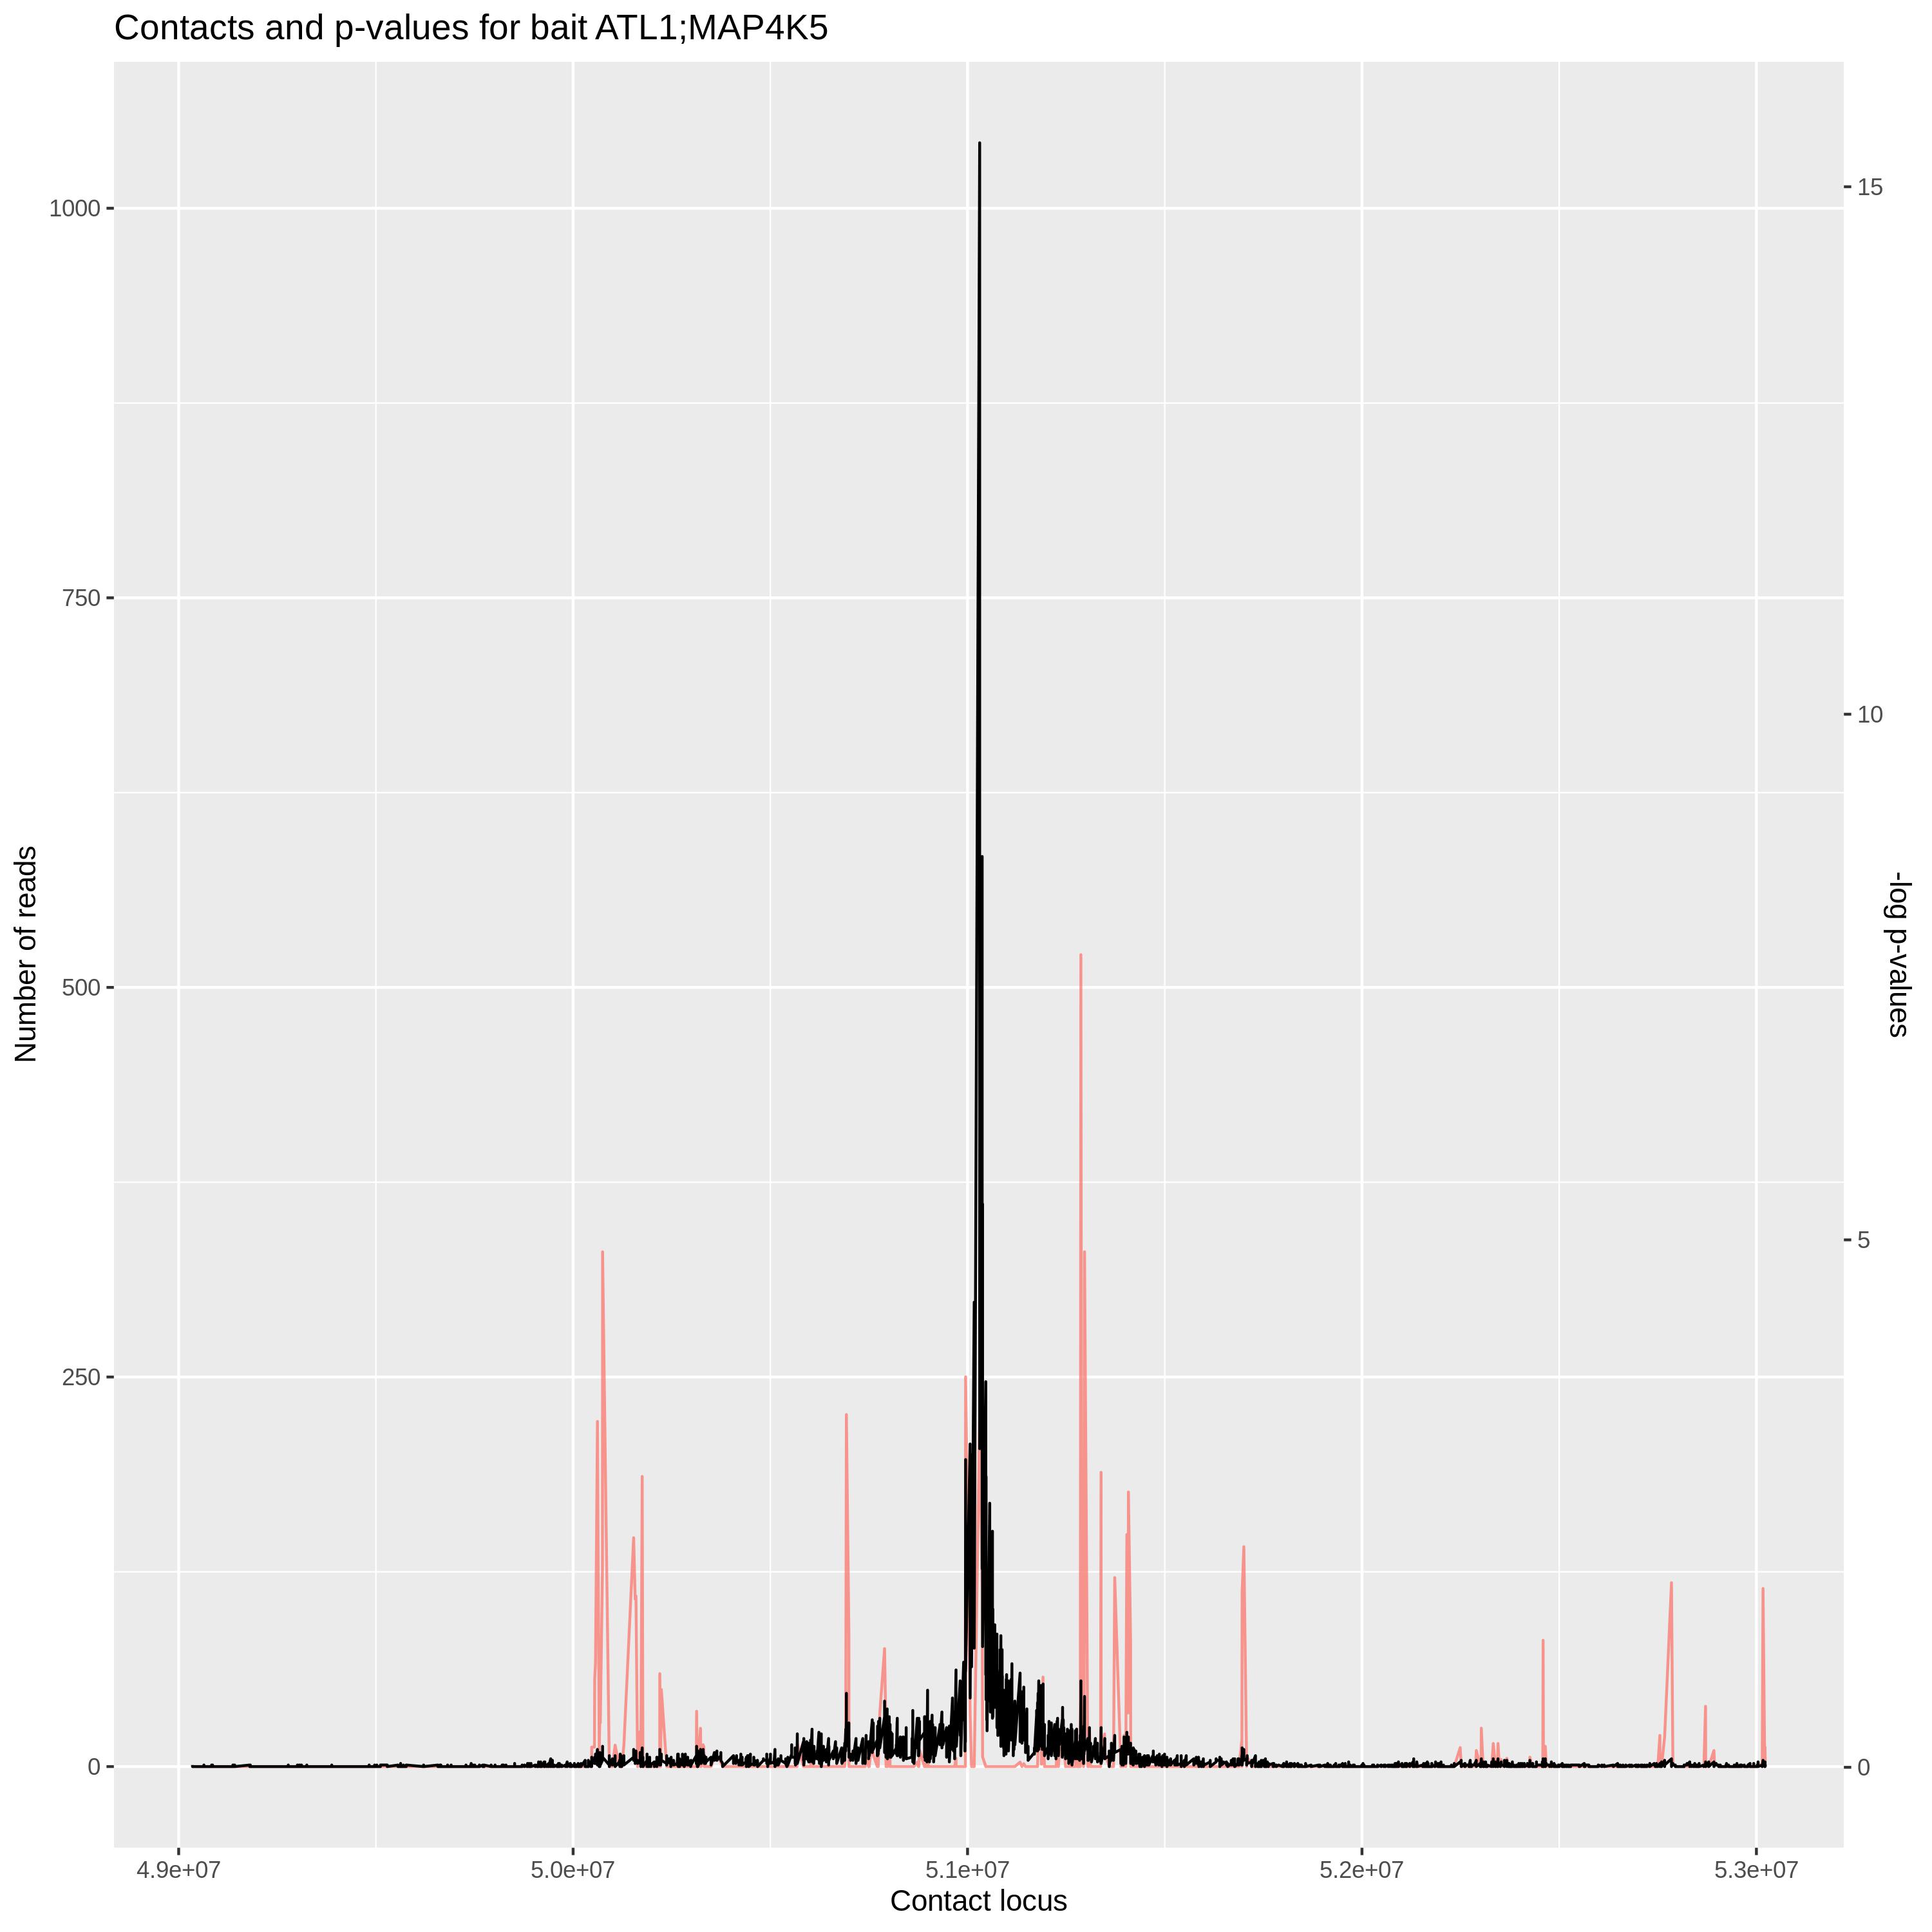 Contacts and p-values for bait ATL1;MAP4K5
1000
750
500
250
0
Number of reads
15
10
5
0
-log p-values
4.9e+07
5.0e+07
5.1e+07
5.2e+07
5.3e+07
Contact locus